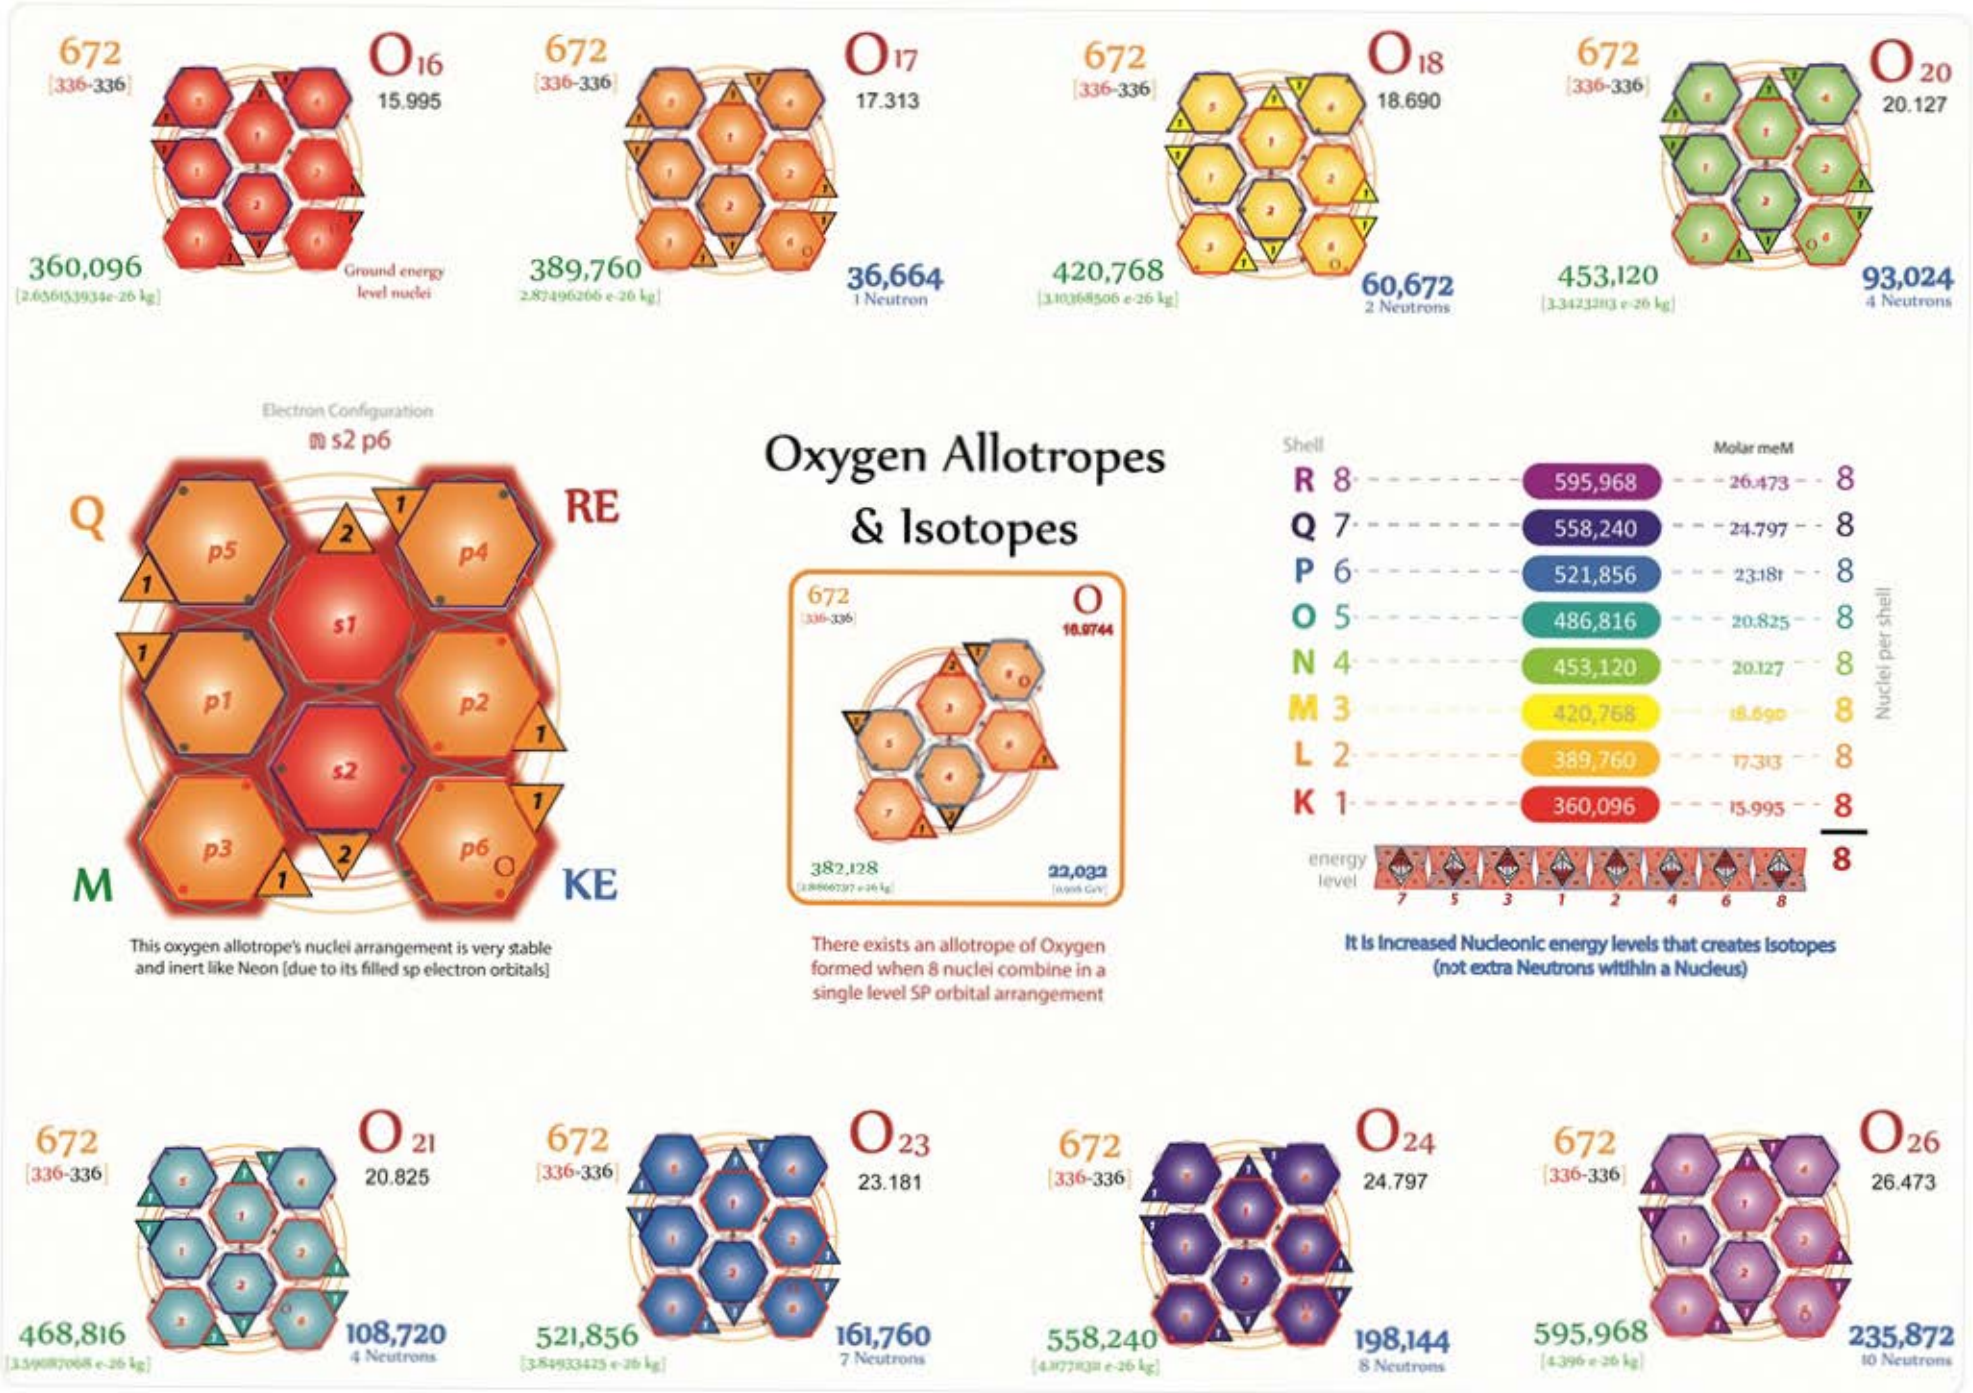 672
[336-336]
O16
15.995
360,096
[2.656153934e-26 kg]
Ground energy
level nuclei
672
[336-336]
O17
17.313
389,760
2.87496266 e-26 kg]
36,664
1 Neutron
672
[336-336]
O18
18.690
420,768
[3.10368506 e-26 kg]
60,672
2 Neutrons
672
[336-336]
O20
20.127
453,120
93,024
4 Neutrons
Electron Configuration
s2 p6
Q
RE
M
KE
p5
2
1
p4
1
s1
1
p1
p2
1
s2
1
p3
2
p6 O
1
This oxygen allotrope's nuclei arrangement is very stable
and inert like Neon [due to its filled sp electron orbitals]
Oxygen Allotropes
& Isotopes
672
[336-336]
O
16.9744
382,128
22,032
There exists an allotrope of Oxygen
formed when 8 nuclei combine in a
single level SP orbital arrangement
Shell
Molar meM
R 8 595,968 26.473 8
Q 7 558,240 24.797 8
P 6 521,856 23.181 8
O 5 486,816 20.825 8
N 4 453,120 20.127 8
M 3 420,768 18.690 8
L 2 389,760 17.313 8
K 1 360,096 15.995 8
Nuclei per shell
energy
level
8
7 5 3 1 2 4 6 8
It is Increased Nucleonic energy levels that creates Isotopes
(not extra Neutrons witihin a Nucleus)
672
[336-336]
O21
20.825
468,816
108,720
4 Neutrons
672
[336-336]
O23
23.181
521,856
[3.84933425 e-26 kg]
161,760
7 Neutrons
672
[336-336]
O24
24.797
558,240
198,144
8 Neutrons
672
[336-336]
O26
26.473
595,968
[4.396 e-26 kg]
235,872
10 Neutrons